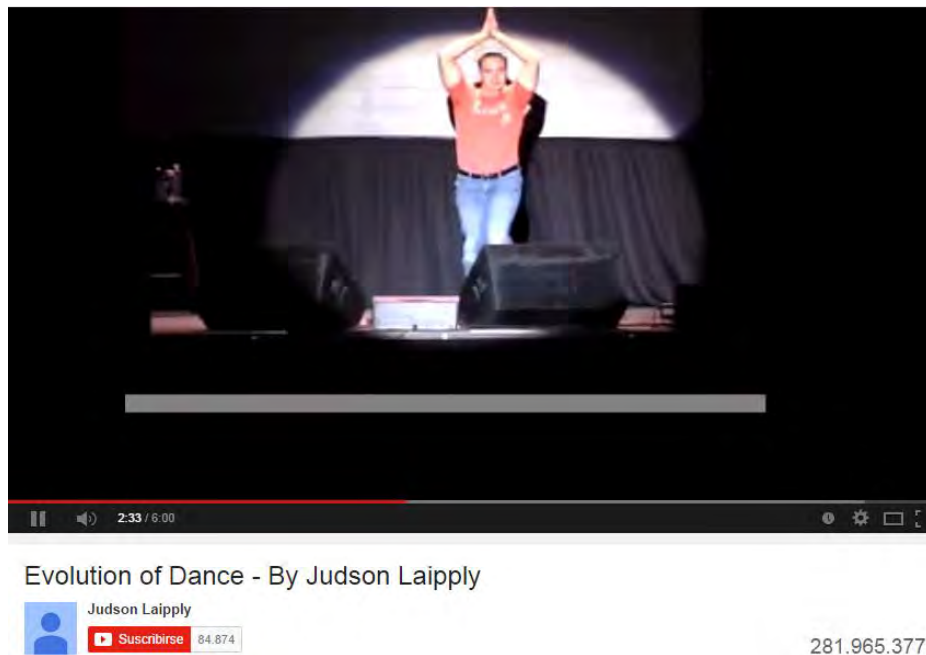 2:33 / 6:00
Evolution of Dance - By Judson Laipply
Judson Laipply
Suscribirse 84.874
281.965.377